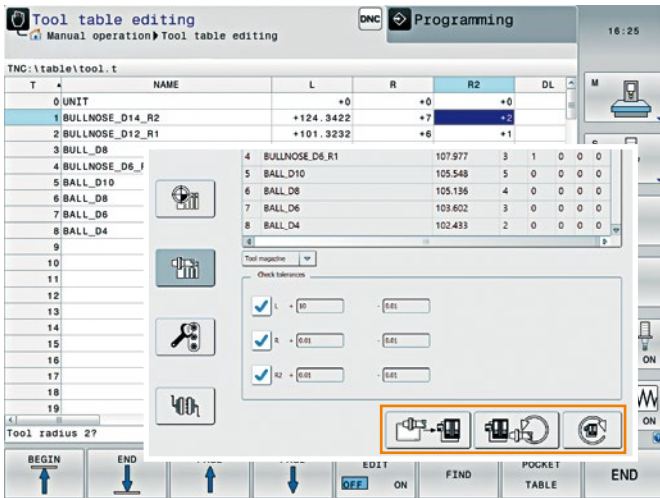 Tool table editing
DNC
Programming
Manual operation Tool table editing
16:25
TNC:\table\tool.t
T NAME L R R2 DL
M
0 UNIT +0 +0 +0
1 BULLNOSE_D14_R2 +124.3422 +7 +2
2 BULLNOSE_D12_R1 +101.3232 +6 +1
3 BULL_D8
4 BULLNOSE_D6_
5 BALL_D10
6 BALL_D8
7 BALL_D6
8 BALL_D4
9
10
11
12
13
14
15
16
17
18
19
4 BULLNOSE_D6_R1 107.977 3 1 0 0 0
5 BALL_D10 105.548 5 0 0 0 0
6 BALL_D8 105.136 4 0 0 0 0
7 BALL_D6 103.602 3 0 0 0 0
8 BALL_D4 102.433 2 0 0 0 0
Tool magazine
Check tolerances
L + 10 - 0.01
R + 0.01 - 0.01
R2 + 0.01 - 0.01
ON
ON
Tool radius 2?
BEGIN
END
EDIT
OFF ON
FIND
POCKET
TABLE
END